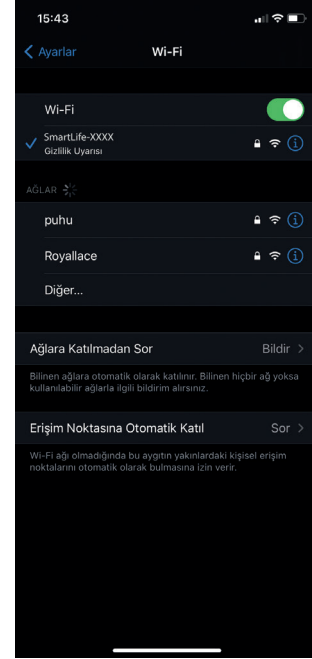 15:43
Ayarlar
Wi-Fi
Wi-Fi
SmartLife-XXXX
Gizlilik Uyarısı
AĞLAR
puhu
Royallace
Diğer...
Ağlara Katılmadan Sor Bildir
Bilinen ağlara otomatik olarak katılınır. Bilinen hiçbir ağ yoksa
kullanılabilir ağlarla ilgili bildirim alırsınız.
Erişim Noktasına Otomatik Katıl Sor
Wi-Fi ağı olmadığında bu aygıtın yakınlardaki kişisel erişim
noktalarını otomatik olarak bulmasına izin verir.